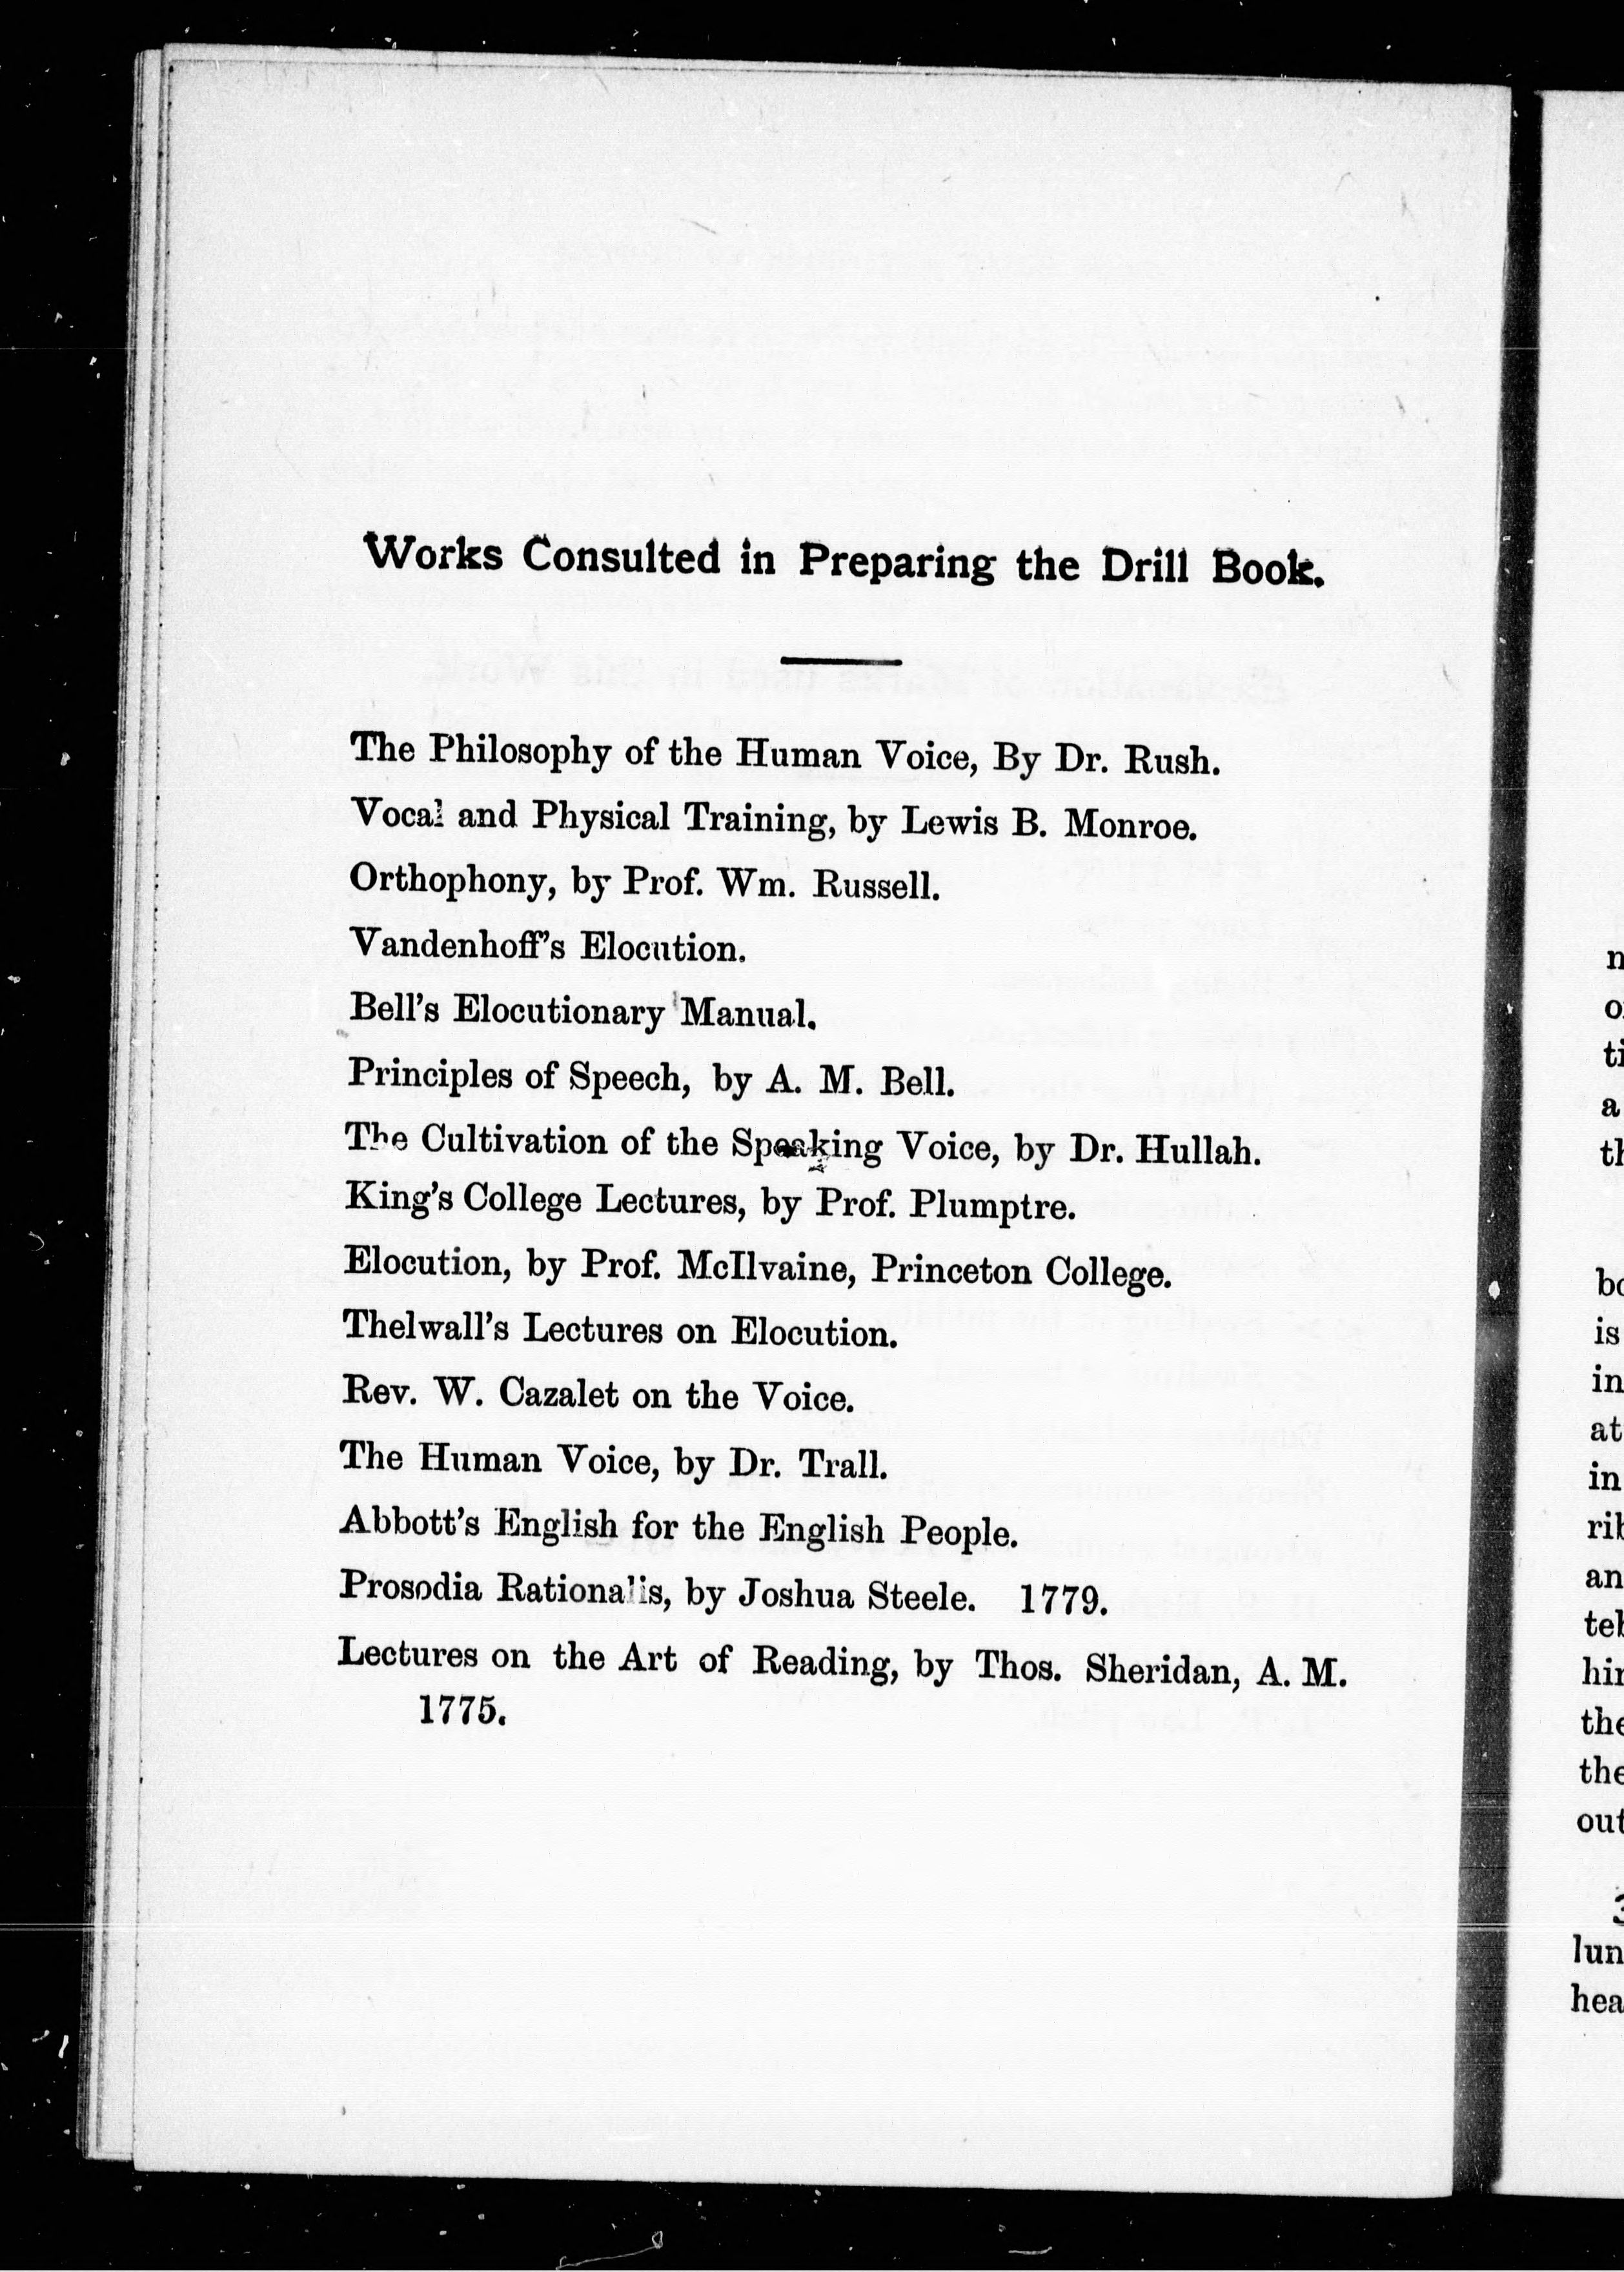 Works Consulted in Preparing the Drill Book.
The Philosophy of the Human Voice, By Dr. Rush.
Vocal and Physical Training, by Lewis B. Monroe.
Orthophony, by Prof. Wm. Russell.
Vandenhoff's Elocution.
Bell's Elocutionary Manual.
Principles of Speech, by A. M. Bell.
The Cultivation of the Speaking Voice, by Dr. Hullah.
King's College Lectures, by Prof. Plumptre.
Elocution, by Prof. McIlvaine, Princeton College.
Thelwall's Lectures on Elocution.
Rev. W. Cazalet on the Voice.
The Human Voice, by Dr. Trall.
Abbott's English for the English People.
Prosodia Rationalis, by Joshua Steele. 1779.
Lectures on the Art of Reading, by Thos. Sheridan, A. M.
1775.